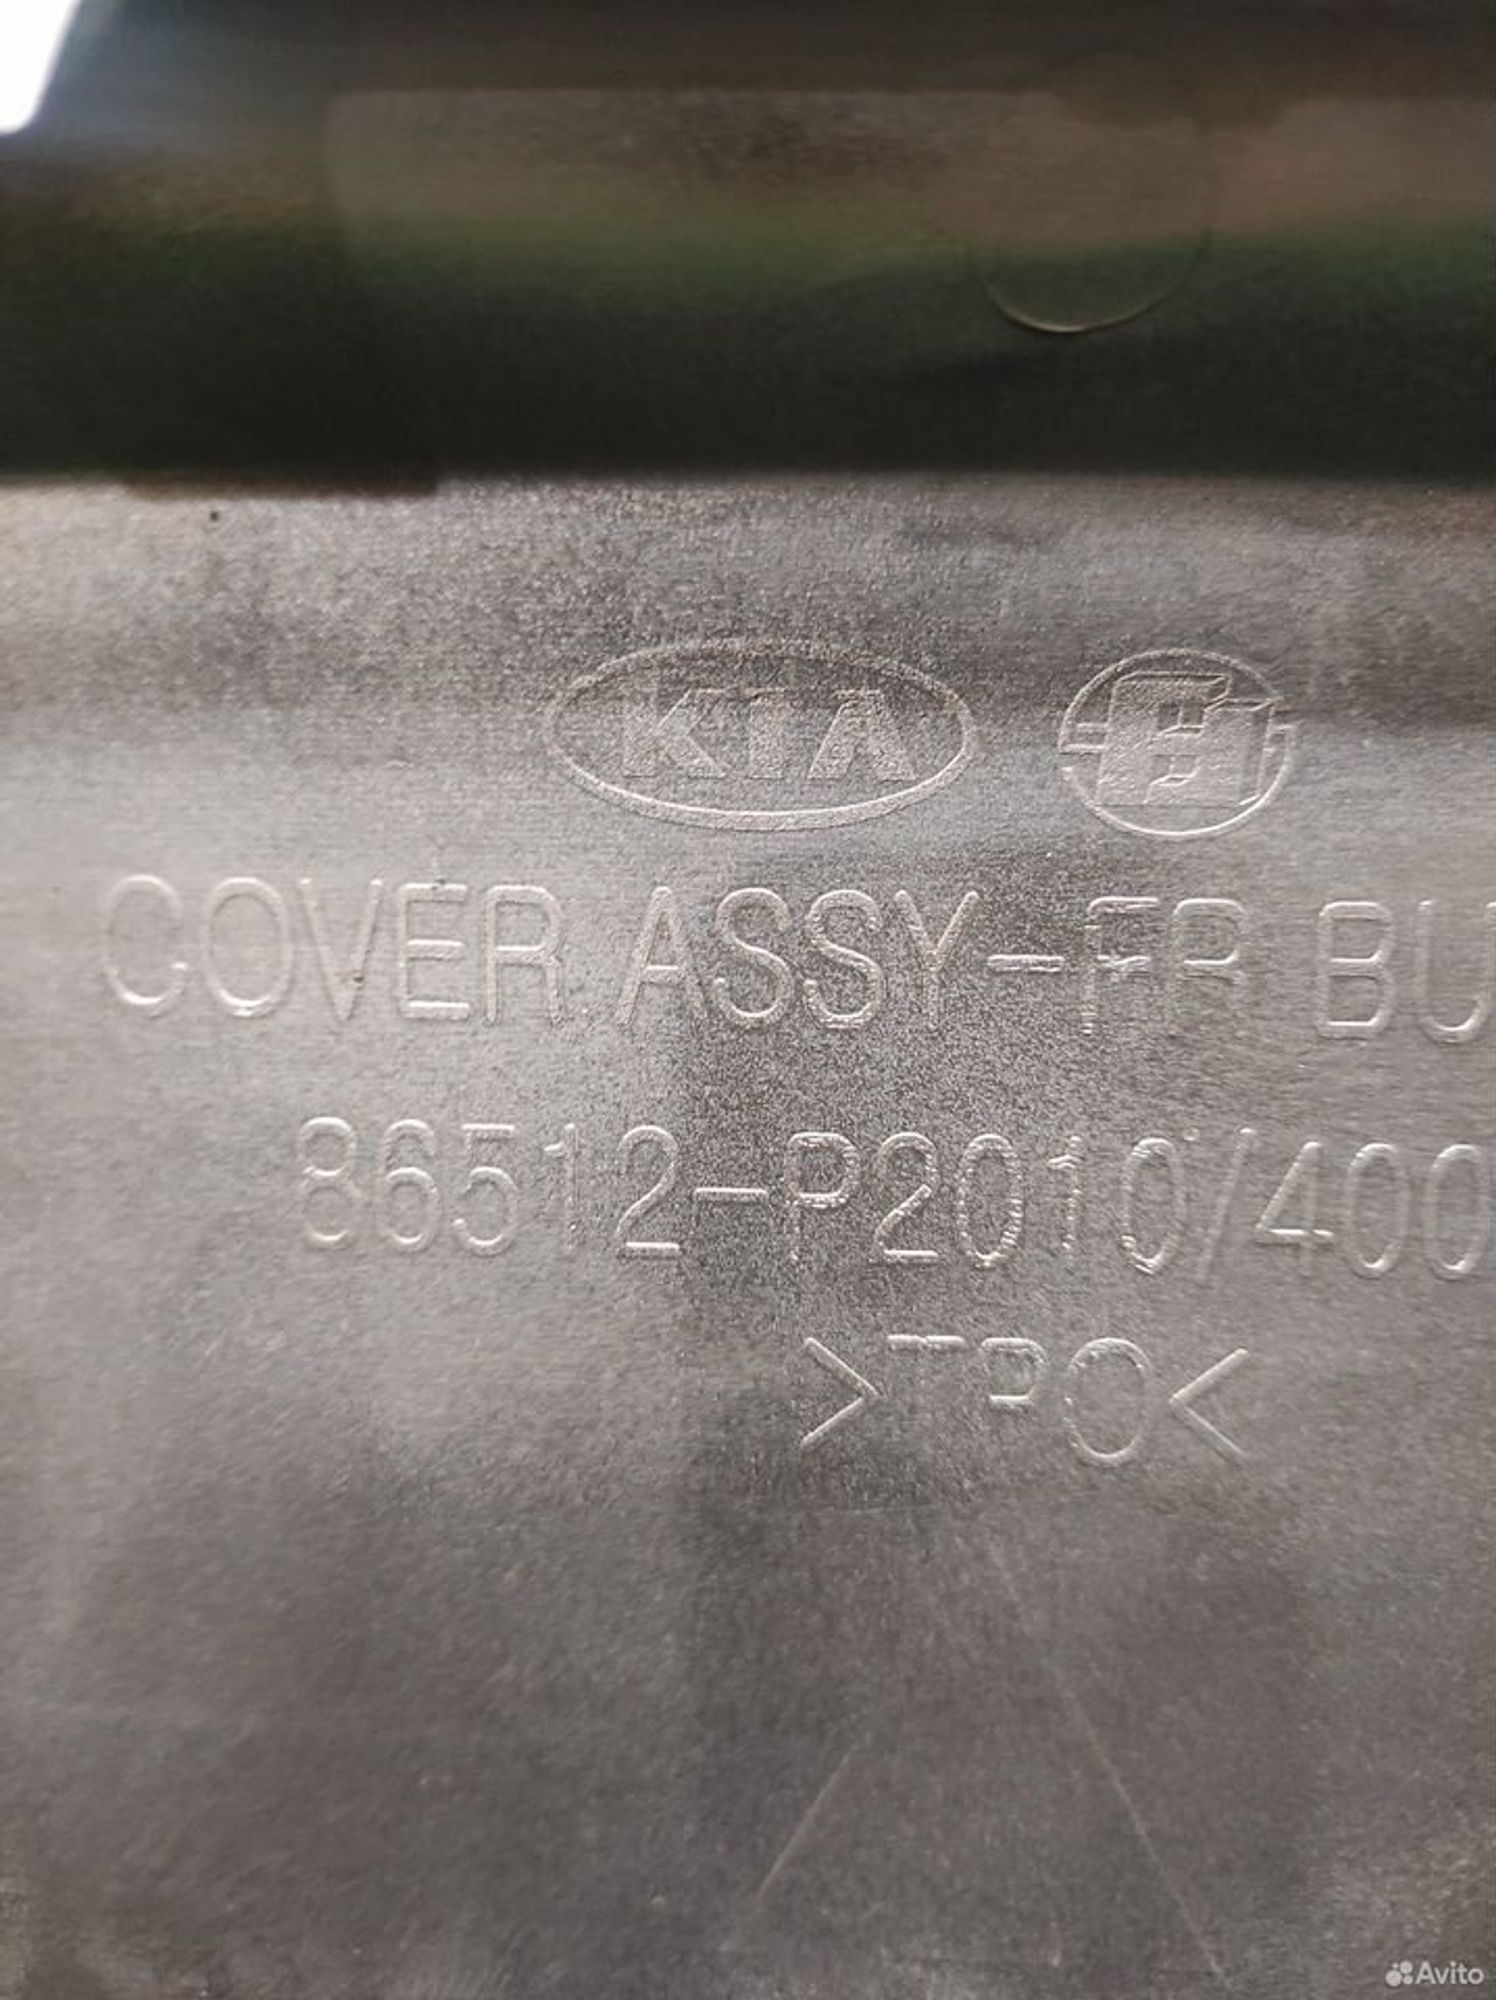 KIA
COVER ASSY-FR BU
86512-P2010/400
>TPO<
Avito